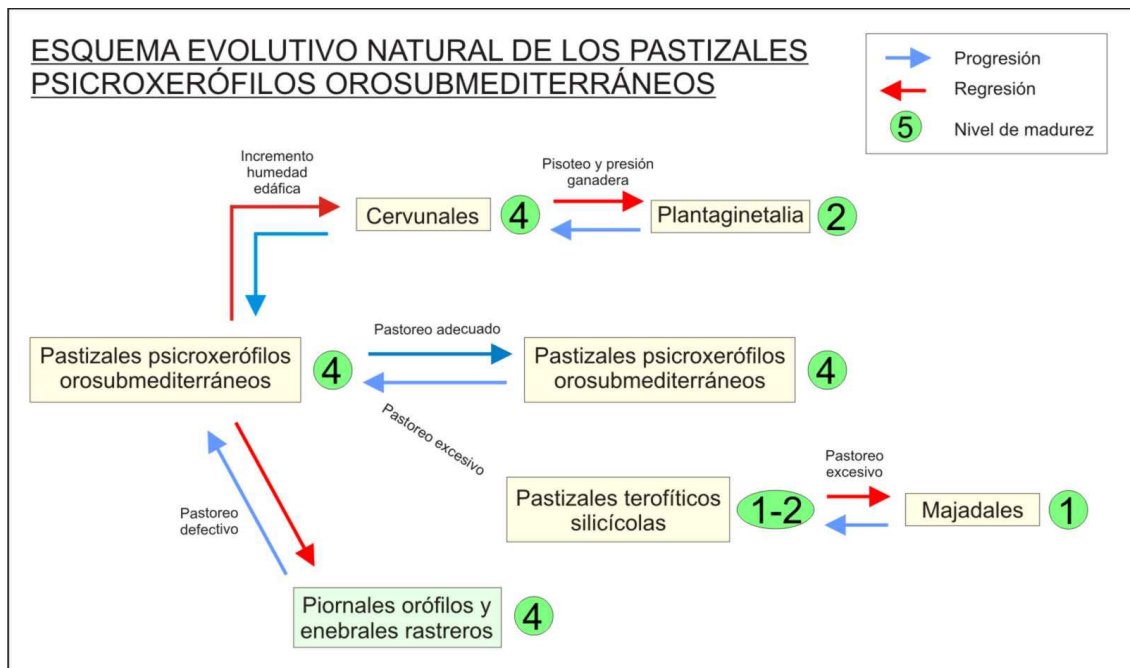 ESQUEMA EVOLUTIVO NATURAL DE LOS PASTIZALES
PSICROXERÓFILOS OROSUBMEDITERRÁNEOS
Progresión
Regresión
5 Nivel de madurez
Incremento
humedad
edáfica
Cervunales 4
Pisoteo y presión
ganadera
Plantaginetalia 2
Pastizales psicroxerófilos
orosubmediterráneos 4
Pastoreo adecuado
Pastizales psicroxerófilos
orosubmediterráneos 4
Pastoreo excesivo
Pastizales terofíticos
silicícolas 1-2
Pastoreo
excesivo
Majadales 1
Pastoreo
defectivo
Piornales orófilos y
enebrales rastreros 4